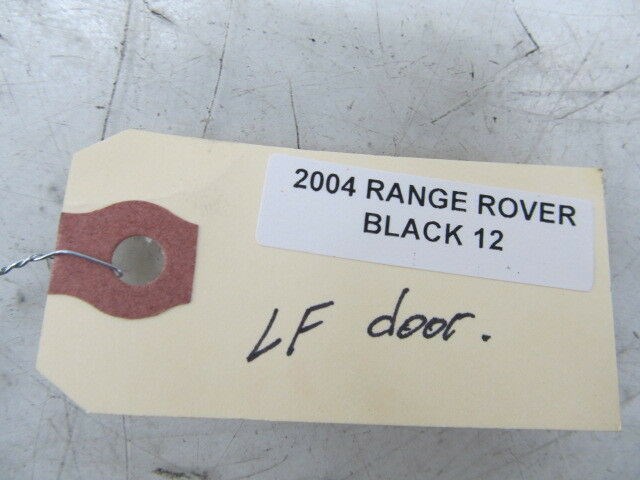 2004 RANGE ROVER
BLACK 12
LF door.